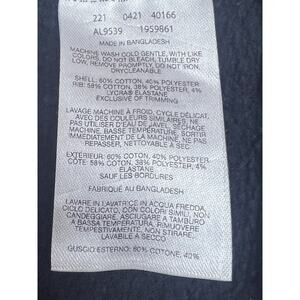 221 0421 40166
AL9539 1959861
MADE IN BANGLADESH
MACHINE WASH COLD GENTLE, WITH LIKE
COLORS, DO NOT BLEACH, TUMBLE DRY
LOW, REMOVE PROMPTLY, DO NOT IRON,
DRYCLEANABLE
SHELL: 60% COTTON, 40% POLYESTER
RIB: 58% COTTON, 38% POLYESTER, 4%
LYCRA® ELASTANE
EXCLUSIVE OF TRIMMING
LAVAGE MACHINE À FROID, CYCLE DÉLICAT,
AVEC DES COULEURS SIMILAIRES, NE
PAS UTILISER D'EAU DE JAVEL, SÉCHAGE
MACHINE, BASSE TEMPÉRATURE, SORTIR
IMMÉDIATEMENT DE LA MACHINE, NE PAS
REPASSER, NETTOYABLE À SEC
EXTÉRIEUR: 60% COTON, 40% POLYESTER
CÔTE: 58% COTON, 38% POLYESTER, 4%
ELASTANE
SAUF LES BORDURES
FABRIQUÉ AU BANGLADESH
LAVARE IN LAVATRICE IN ACQUA FREDDA,
CICLO DELICATO, CON COLORI SIMILI, NON
CANDEGGIARE, ASCIUGARE A TAMBURO
A BASSA TEMPERATURA, RIMUOVERE
TEMPESTIVAMENTE, NON STIRARE,
LAVABILE A SECCO
GUSCIO ESTERNO: 60% COTONE, 40%